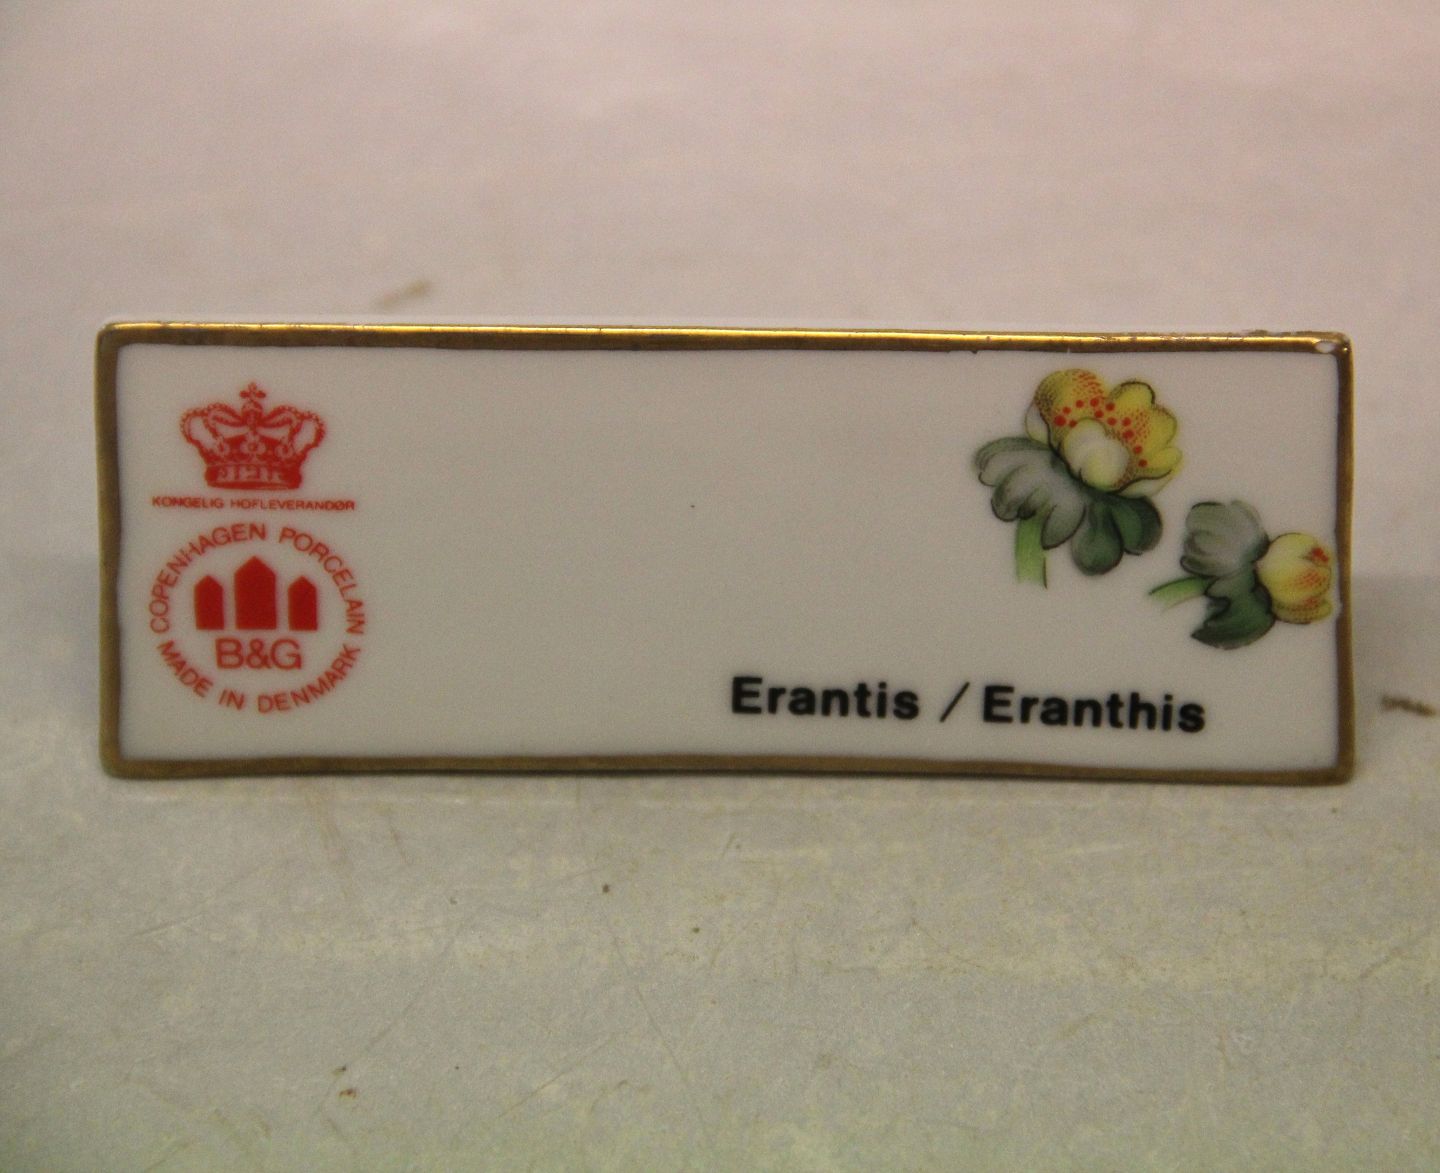 KONGELIG HOFLEVERANDØR
COPENHAGEN PORCELAIN
B&G
MADE IN DENMARK
Erantis / Eranthis